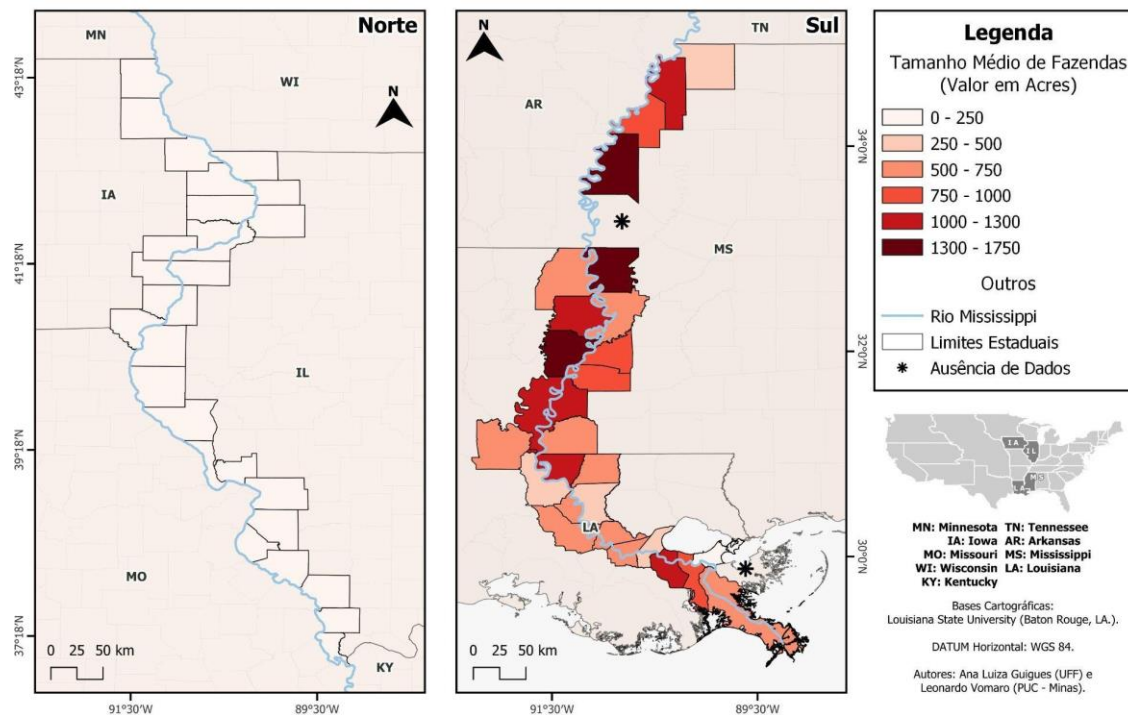 Norte
N
MN
WI
IA
IL
MO
KY
43°18'N
41°18'N
39°18'N
37°18'N
0 25 50 km
91°30'W
89°30'W
Sul
N
TN
AR
MS
LA
34°0'N
32°0'N
30°0'N
0 25 50 km
91°30'W
89°30'W
Legenda
Tamanho Médio de Fazendas
(Valor em Acres)
0 - 250
250 - 500
500 - 750
750 - 1000
1000 - 1300
1300 - 1750
Outros
Rio Mississippi
Limites Estaduais
Ausência de Dados
IA
IL
MS
LA
MN: Minnesota TN: Tennessee
IA: Iowa AR: Arkansas
MO: Missouri MS: Mississippi
WI: Wisconsin LA: Louisiana
KY: Kentucky
Bases Cartográficas:
Louisiana State University (Baton Rouge, LA.).
DATUM Horizontal: WGS 84.
Autores: Ana Luiza Guigues (UFF) e
Leonardo Vomaro (PUC - Minas).